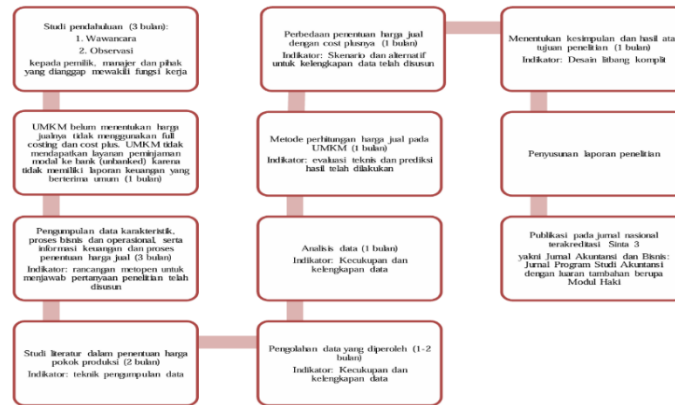 Studi pendahuluan (3 bulan):
1. Wawancara
2. Observasi
kepada pemilik, manajer dan pihak
yang dianggap mewakili fungsi kerja
UMKM belum menentukan harga
jualnya tidak menggunakan full
costing dan cost plus. UMKM tidak
mendapatkan layanan peminjaman
modal ke bank (unbanked) karena
tidak memiliki laporan keuangan yang
berterima umum (1 bulan)
Pengumpulan data karakteristik,
proses bisnis dan operasional, serta
informasi keuangan dan proses
penentuan harga jual (3 bulan)
Indikator: rancangan metopen untuk
menjawab pertanyaan penelitian telah
disusun
Studi literatur dalam penentuan harga
pokok produksi (2 bulan)
Indikator: teknik pengumpulan data
Pengolahan data yang diperoleh (1-2
bulan)
Indikator: Kecukupan dan
kelengkapan data
Analisis data (1 bulan)
Indikator: Kecukupan dan
kelengkapan data
Metode perhitungan harga jual pada
UMKM (1 bulan)
Indikator: evaluasi teknis dan prediksi
hasil telah dilakukan
Perbedaan penentuan harga jual
dengan cost plusnya (1 bulan)
Indikator: Skenario dan alternatif
untuk kelengkapan data telah disusun
Menentukan kesimpulan dan hasil ata
tujuan penelitian (1 bulan)
Indikator: Desain litbang komplit
Penyusunan laporan penelitian
Publikasi pada jurnal nasional
terakreditasi Sinta 3
yakni Jurnal Akuntansi dan Bisnis:
Jurnal Program Studi Akuntansi
dengan luaran tambahan berupa
Modul Haki